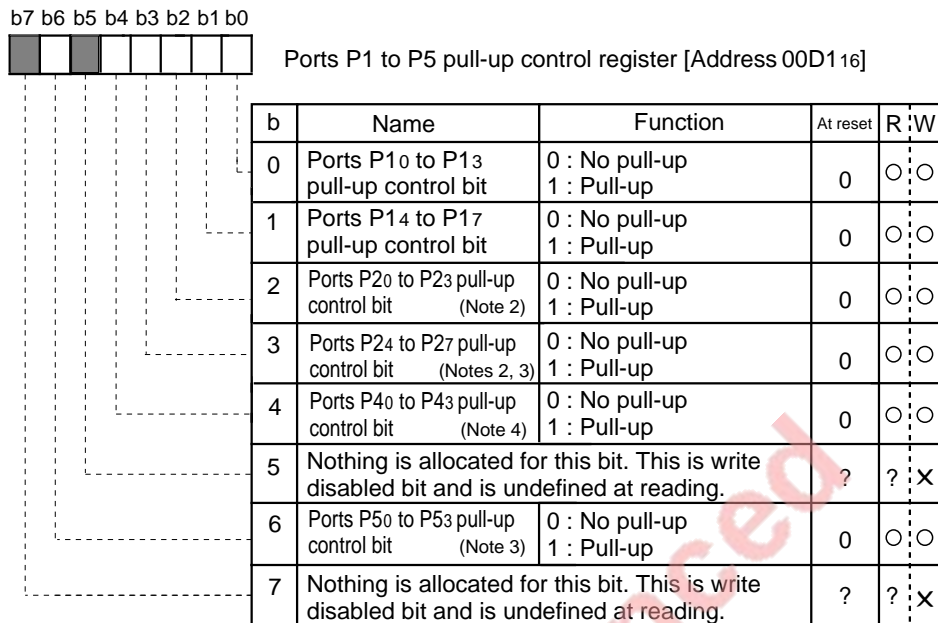 b7 b6 b5 b4 b3 b2 b1 b0
Ports P1 to P5 pull-up control register [Address 00D116]
b Name Function At reset R W
0 Ports P10 to P13 pull-up control bit 0 : No pull-up 1 : Pull-up 0 ○ ○
1 Ports P14 to P17 pull-up control bit 0 : No pull-up 1 : Pull-up 0 ○ ○
2 Ports P20 to P23 pull-up control bit (Note 2) 0 : No pull-up 1 : Pull-up 0 ○ ○
3 Ports P24 to P27 pull-up control bit (Notes 2, 3) 0 : No pull-up 1 : Pull-up 0 ○ ○
4 Ports P40 to P43 pull-up control bit (Note 4) 0 : No pull-up 1 : Pull-up 0 ○ ○
5 Nothing is allocated for this bit. This is write disabled bit and is undefined at reading. ? ? ×
6 Ports P50 to P53 pull-up control bit (Note 3) 0 : No pull-up 1 : Pull-up 0 ○ ○
7 Nothing is allocated for this bit. This is write disabled bit and is undefined at reading. ? ? ×